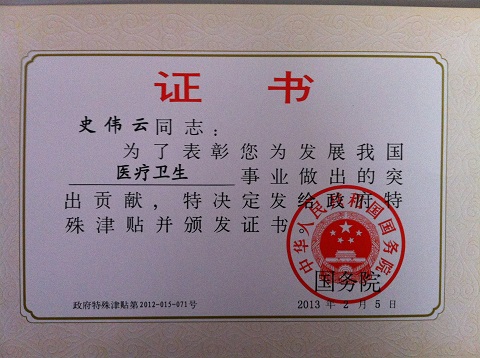 证书
史伟云同志：
为了表彰您为发展我国
医疗卫生事业做出的突
出贡献，特决定发给政府特
殊津贴并颁发证书。
中华人民共和国国务院
国务院
政府特殊津贴第2012-015-071号
2013年2月5日